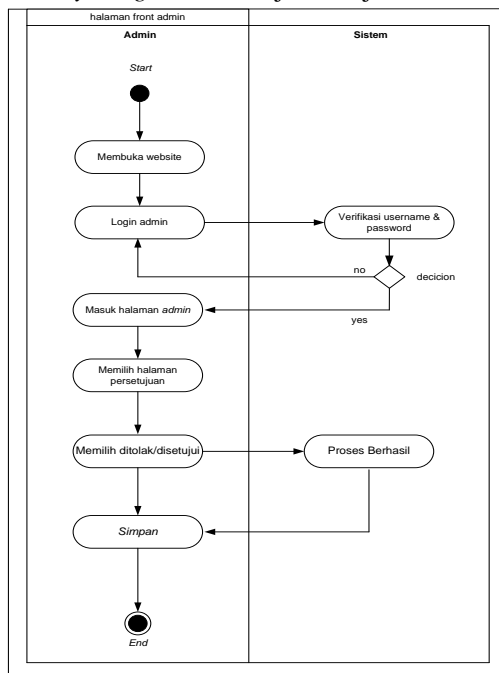 halaman front admin
Admin
Sistem
Start
Membuka website
Login admin
Verifikasi username &
password
no
decicion
yes
Masuk halaman admin
Memilih halaman
persetujuan
Memilih ditolak/disetujui
Proses Berhasil
Simpan
End